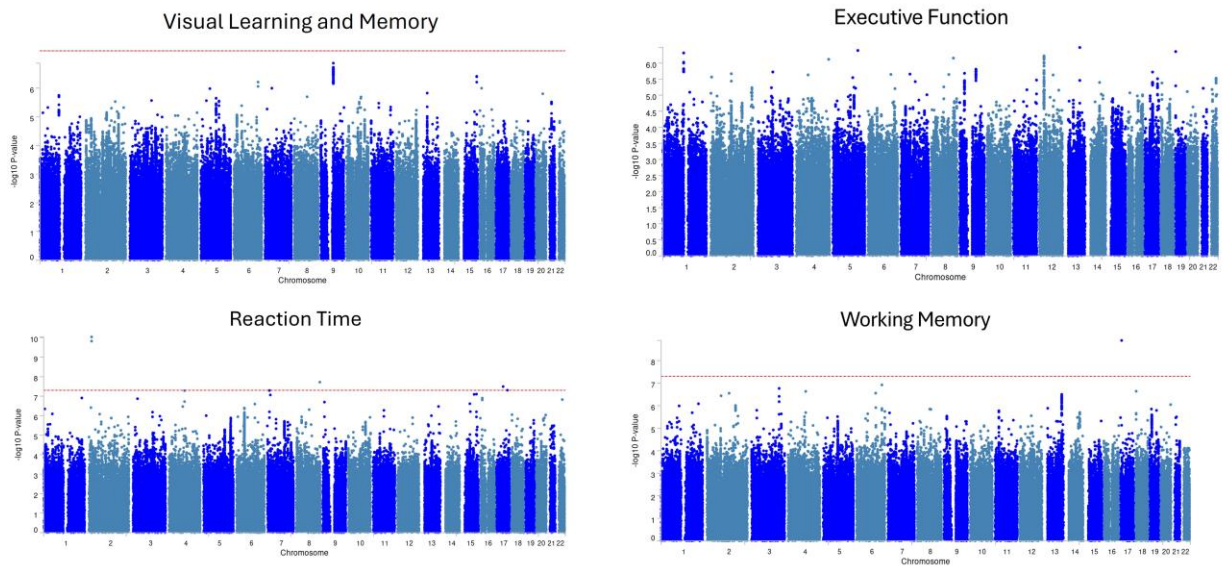 Visual Learning and Memory
-log10 P-value
6
5
4
3
2
1
0
1 2 3 4 5 6 7 8 9 10 11 12 13 14 15 16 17 18 19 20 21 22
Chromosome
Executive Function
-log10 P-value
6.0
5.5
5.0
4.5
4.0
3.5
3.0
2.5
2.0
1.5
1.0
0.5
0.0
1 2 3 4 5 6 7 8 9 10 11 12 13 14 15 16 17 18 19 20 21 22
Chromosome
Reaction Time
-log10 P-value
10
9
8
7
6
5
4
3
2
1
0
1 2 3 4 5 6 7 8 9 10 11 12 13 14 15 16 17 18 19 20 21 22
Chromosome
Working Memory
-log10 P-value
8
7
6
5
4
3
2
1
0
1 2 3 4 5 6 7 8 9 10 11 12 13 14 15 16 17 18 19 20 21 22
Chromosome